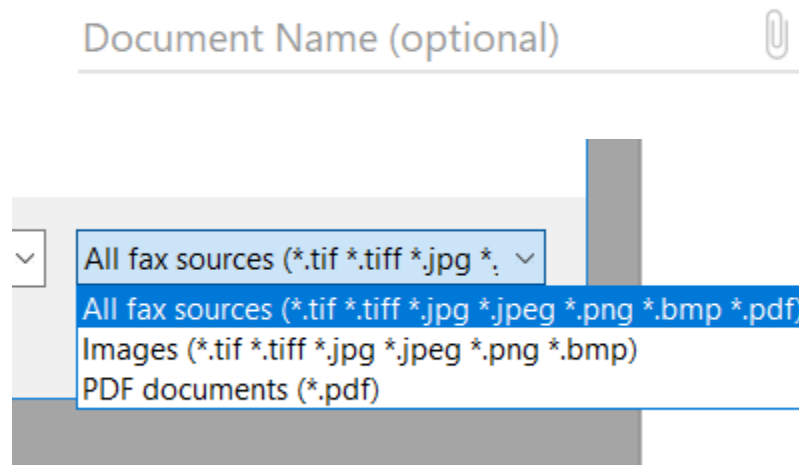 Document Name (optional)
All fax sources (*.tif *.tiff *.jpg *.
All fax sources (*.tif *.tiff *.jpg *.jpeg *.png *.bmp *.pdf)
Images (*.tif *.tiff *.jpg *.jpeg *.png *.bmp)
PDF documents (*.pdf)